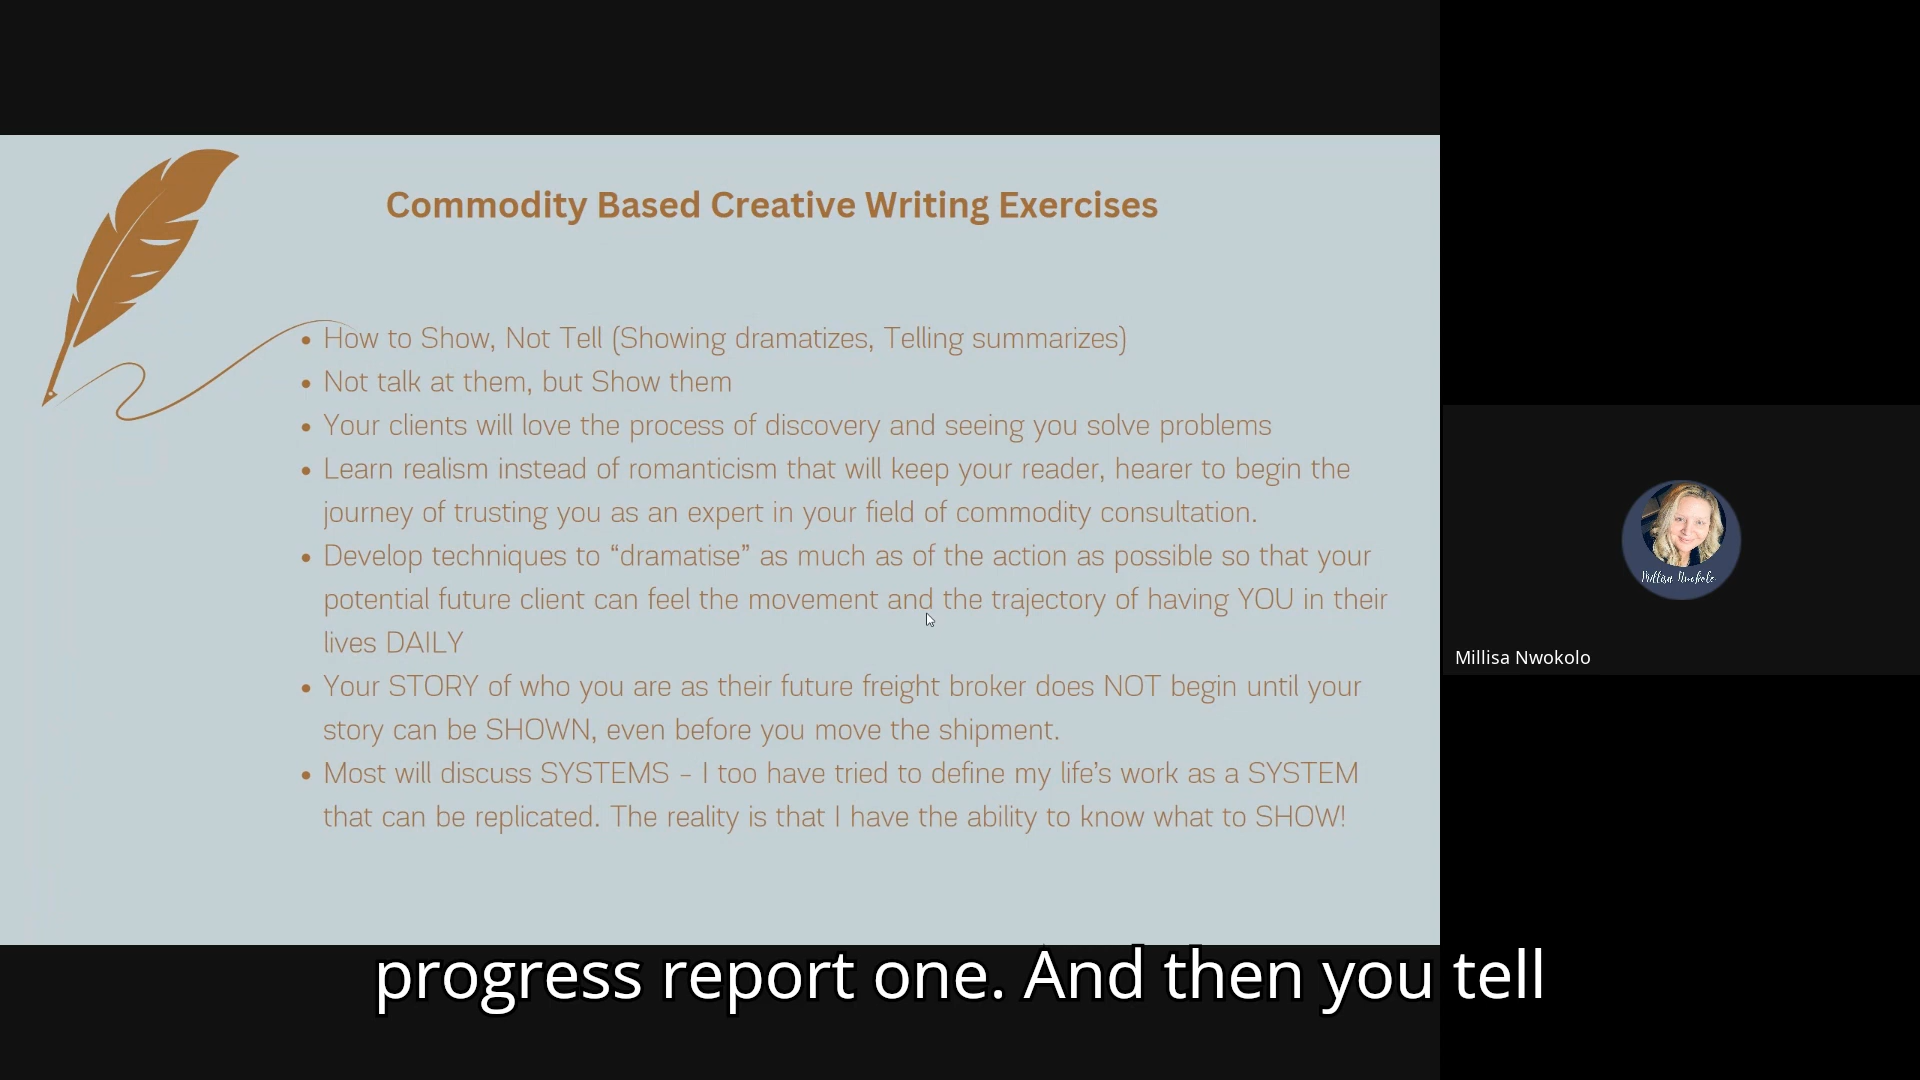 Commodity Based Creative Writing Exercises
• How to Show, Not Tell (Showing dramatizes, Telling summarizes)
• Not talk at them, but Show them
• Your clients will love the process of discovery and seeing you solve problems
• Learn realism instead of romanticism that will keep your reader, hearer to begin the
journey of trusting you as an expert in your field of commodity consultation.
• Develop techniques to “dramatise” as much as of the action as possible so that your
potential future client can feel the movement and the trajectory of having YOU in their
lives DAILY
• Your STORY of who you are as their future freight broker does NOT begin until your
story can be SHOWN, even before you move the shipment.
• Most will discuss SYSTEMS – I too have tried to define my life’s work as a SYSTEM
that can be replicated. The reality is that I have the ability to know what to SHOW!
Millisa Nwokolo
Millisa Nwokolo
progress report one. And then you tell